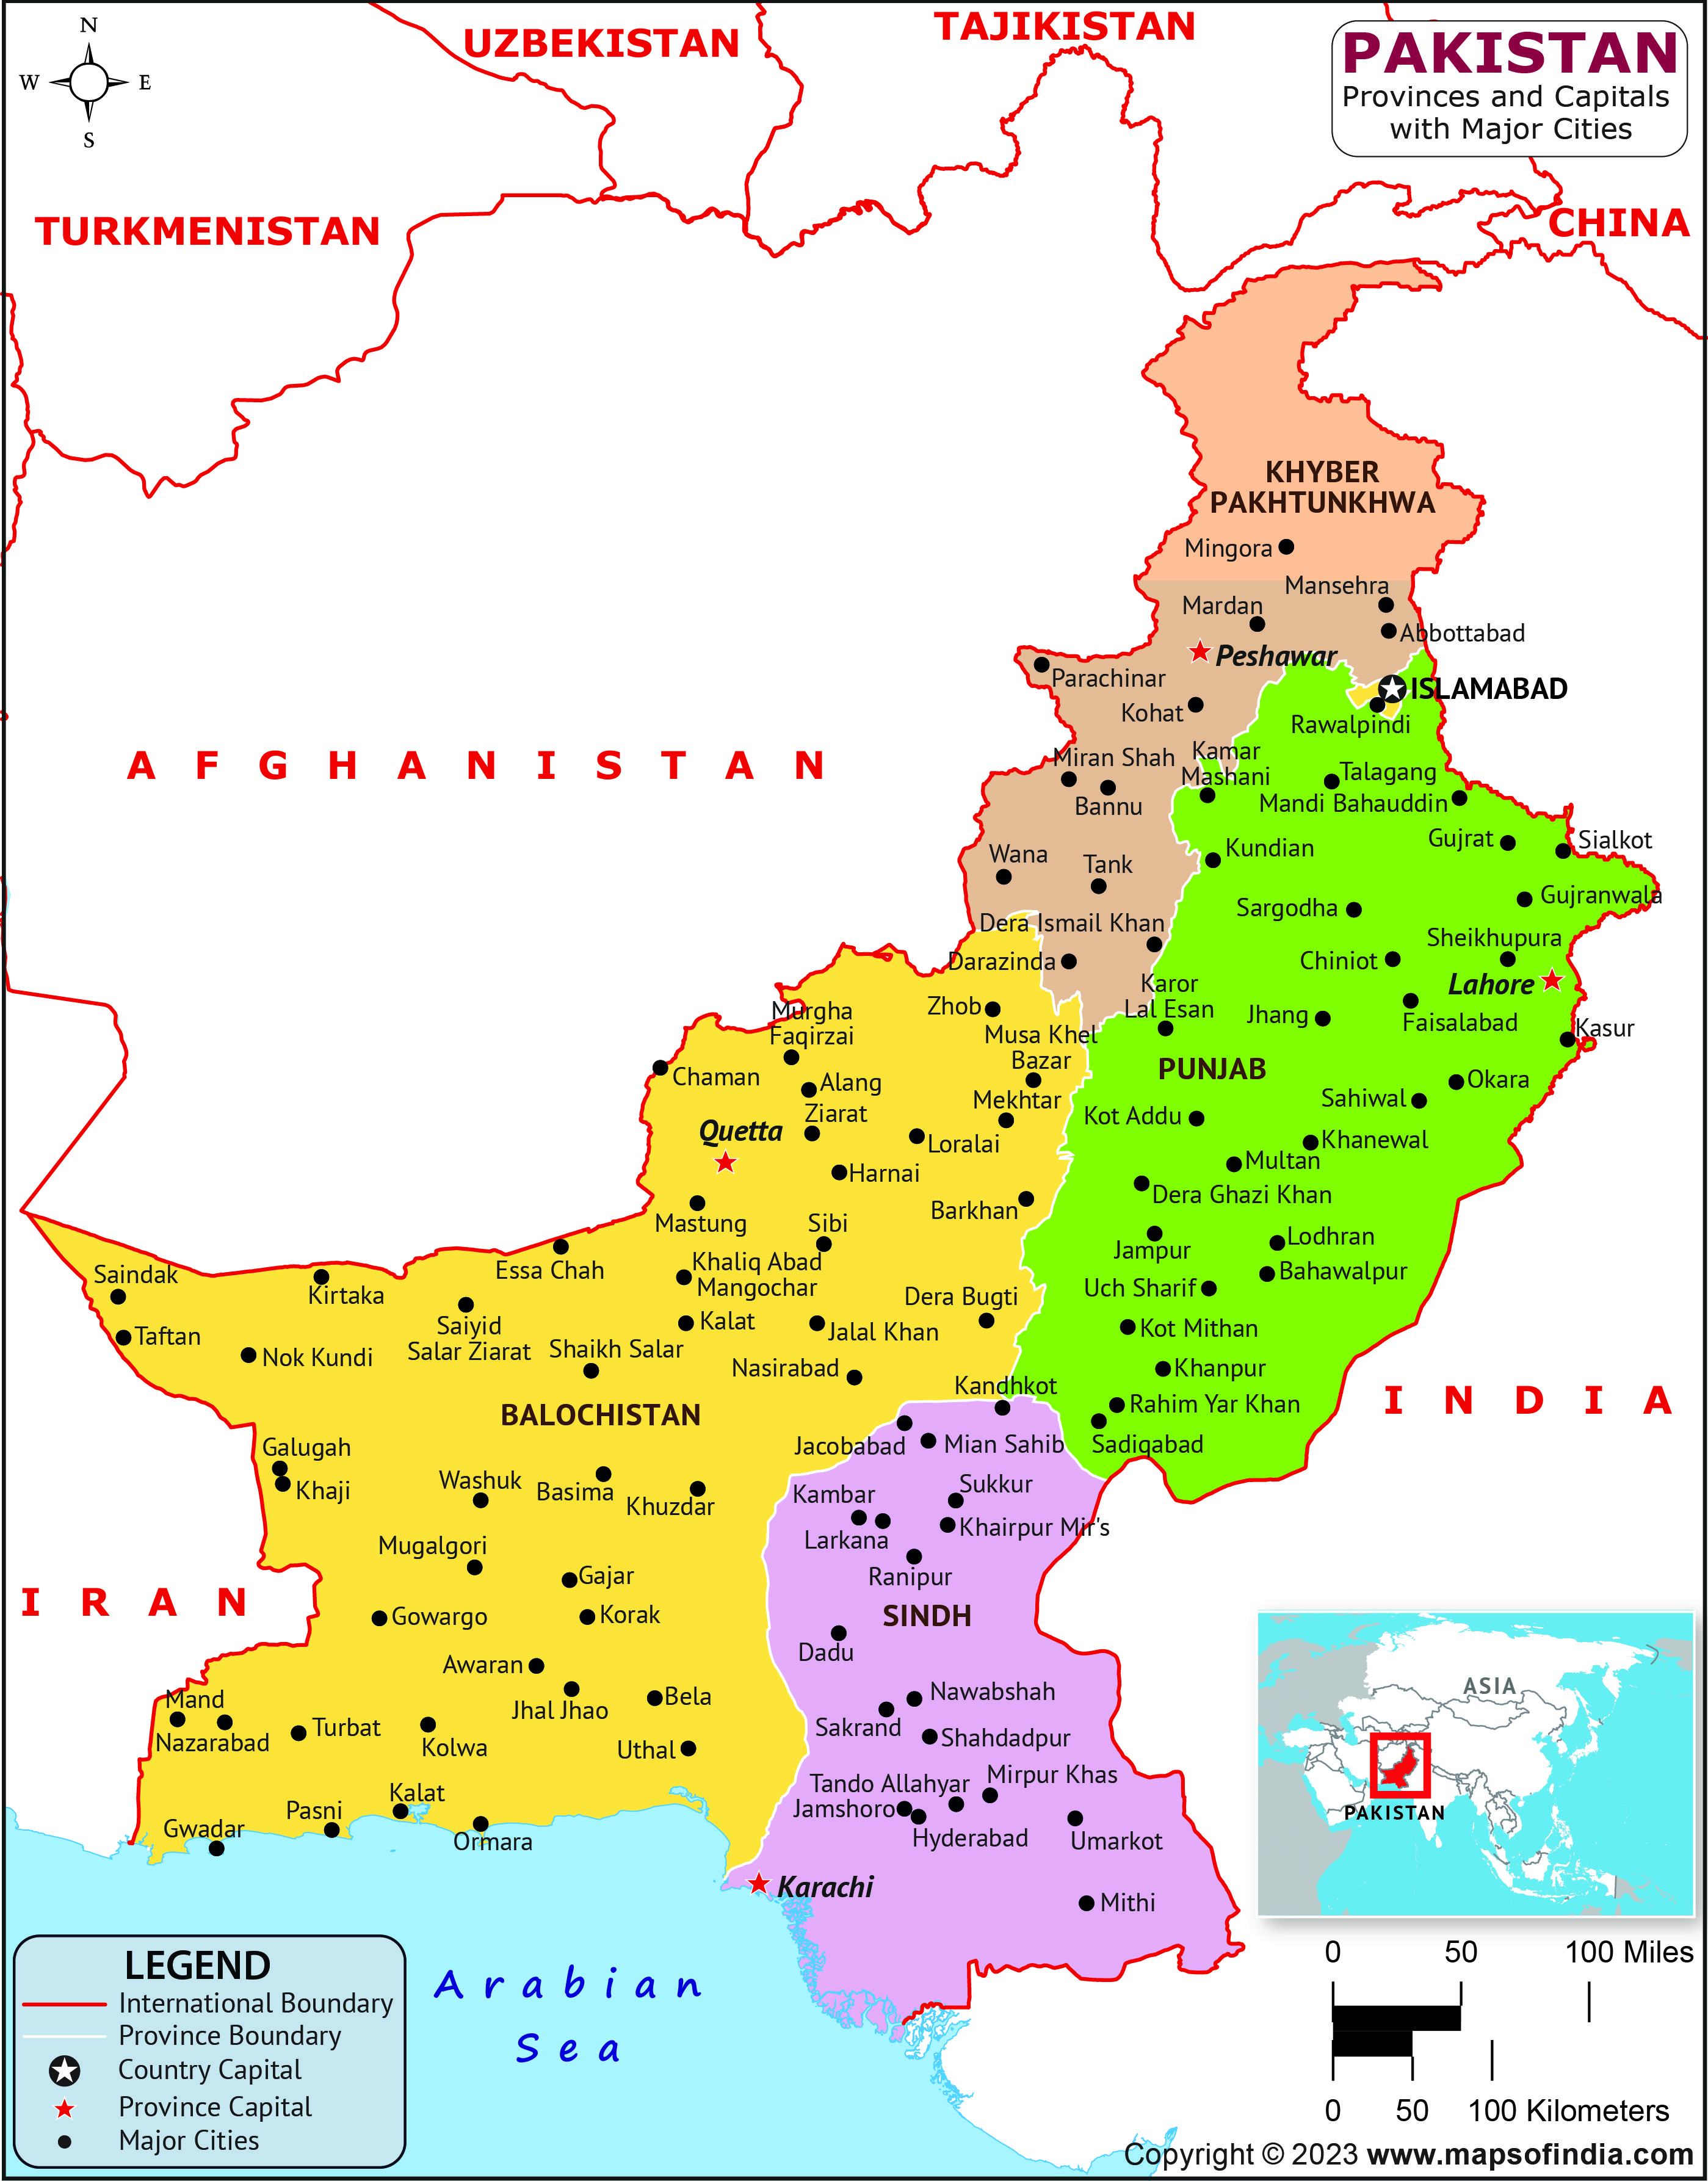 N
W E
S
UZBEKISTAN
TAJIKISTAN
PAKISTAN
Provinces and Capitals
with Major Cities
TURKMENISTAN
CHINA
KHYBER
PAKHTUNKHWA
Mingora
Mansehra
Mardan
Abbottabad
Peshawar
Parachinar
ISLAMABAD
Kohat
Rawalpindi
AFGHANISTAN
Miran Shah
Kamar
Mashani
Talagang
Bannu
Mandi Bahauddin
Gujrat
Sialkot
Kundian
Wana
Tank
Gujranwala
Sargodha
Dera Ismail Khan
Sheikhupura
Darazinda
Chiniot
Lahore
Karor
Lal Esan
Zhob
Murgha
Faqirzai
Jhang
Faisalabad
Kasur
Musa Khel
Bazar
PUNJAB
Chaman
Alang
Okara
Mekhtar
Sahiwal
Ziarat
Kot Addu
Quetta
Loralai
Khanewal
Multan
Harnai
Dera Ghazi Khan
Barkhan
Mastung
Sibi
Lodhran
Jampur
Essa Chah
Khaliq Abad
Mangochar
Bahawalpur
Saindak
Kirtaka
Uch Sharif
Dera Bugti
Taftan
Saiyid
Salar Ziarat
Kalat
Jalal Khan
Kot Mithan
Nok Kundi
Shaikh Salar
Nasirabad
Khanpur
Kandhkot
Rahim Yar Khan
INDIA
BALOCHISTAN
Jacobabad
Mian Sahib
Sadiqabad
Galugah
Khaji
Washuk
Basima
Khuzdar
Kambar
Sukkur
Larkana
Khairpur Mir's
Mugalgori
Ranipur
Gajar
IRAN
Gowargo
Korak
SINDH
Dadu
Awaran
Mand
Jhal Jhao
Bela
Nawabshah
ASIA
Nazarabad
Turbat
Kolwa
Uthal
Sakrand
Shahdadpur
Tando Allahyar
Mirpur Khas
Kalat
Jamshoro
PAKISTAN
Gwadar
Pasni
Ormara
Hyderabad
Umarkot
Karachi
Mithi
LEGEND
International Boundary
Province Boundary
Country Capital
Province Capital
Major Cities
Arabian
Sea
0 50 100 Miles
0 50 100 Kilometers
Copyright © 2023 www.mapsofindia.com